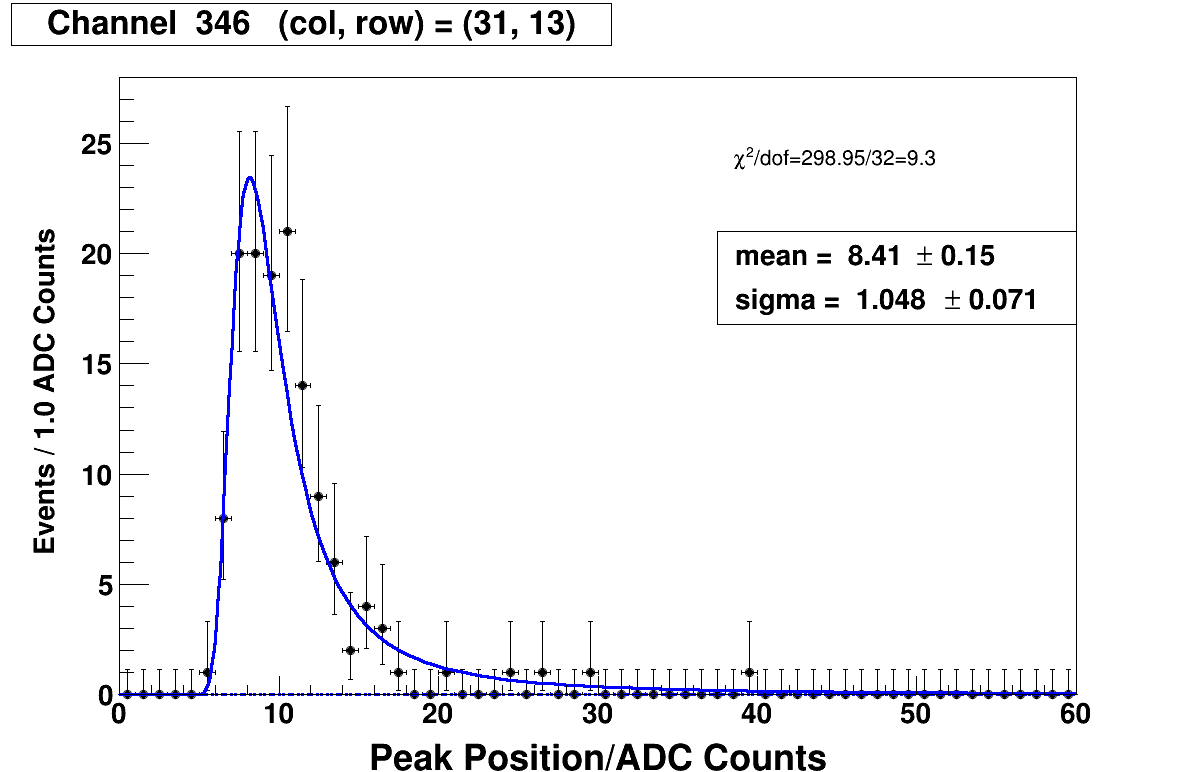 Channel 346 (col, row) = (31, 13)
χ²/dof=298.95/32=9.3
mean = 8.41 ± 0.15
sigma = 1.048 ± 0.071
Events / 1.0 ADC Counts
25
20
15
10
5
0
0 10 20 30 40 50 60
Peak Position/ADC Counts